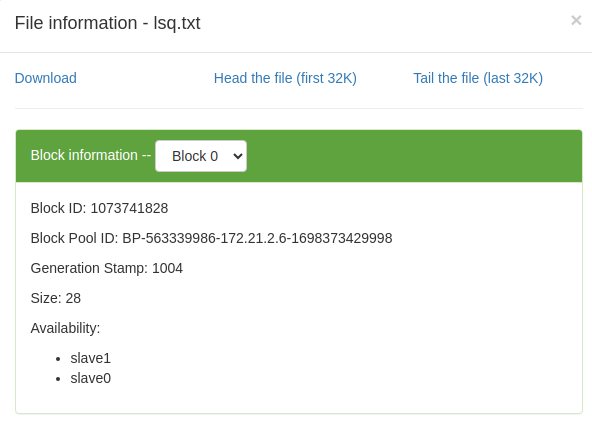 File information - lsq.txt
×
Download Head the file (first 32K) Tail the file (last 32K)
Block information -- Block 0
Block ID: 1073741828
Block Pool ID: BP-563339986-172.21.2.6-1698373429998
Generation Stamp: 1004
Size: 28
Availability:
• slave1
• slave0